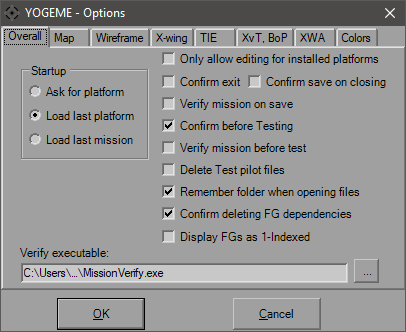 YOGEME - Options
Overall Map Wireframe X-wing TIE XvT, BoP XWA Colors
Startup
Ask for platform
Load last platform
Load last mission
Only allow editing for installed platforms
Confirm exit Confirm save on closing
Verify mission on save
Confirm before Testing
Verify mission before test
Delete Test pilot files
Remember folder when opening files
Confirm deleting FG dependencies
Display FGs as 1-Indexed
Verify executable:
C:\Users\...\MissionVerify.exe
...
OK Cancel